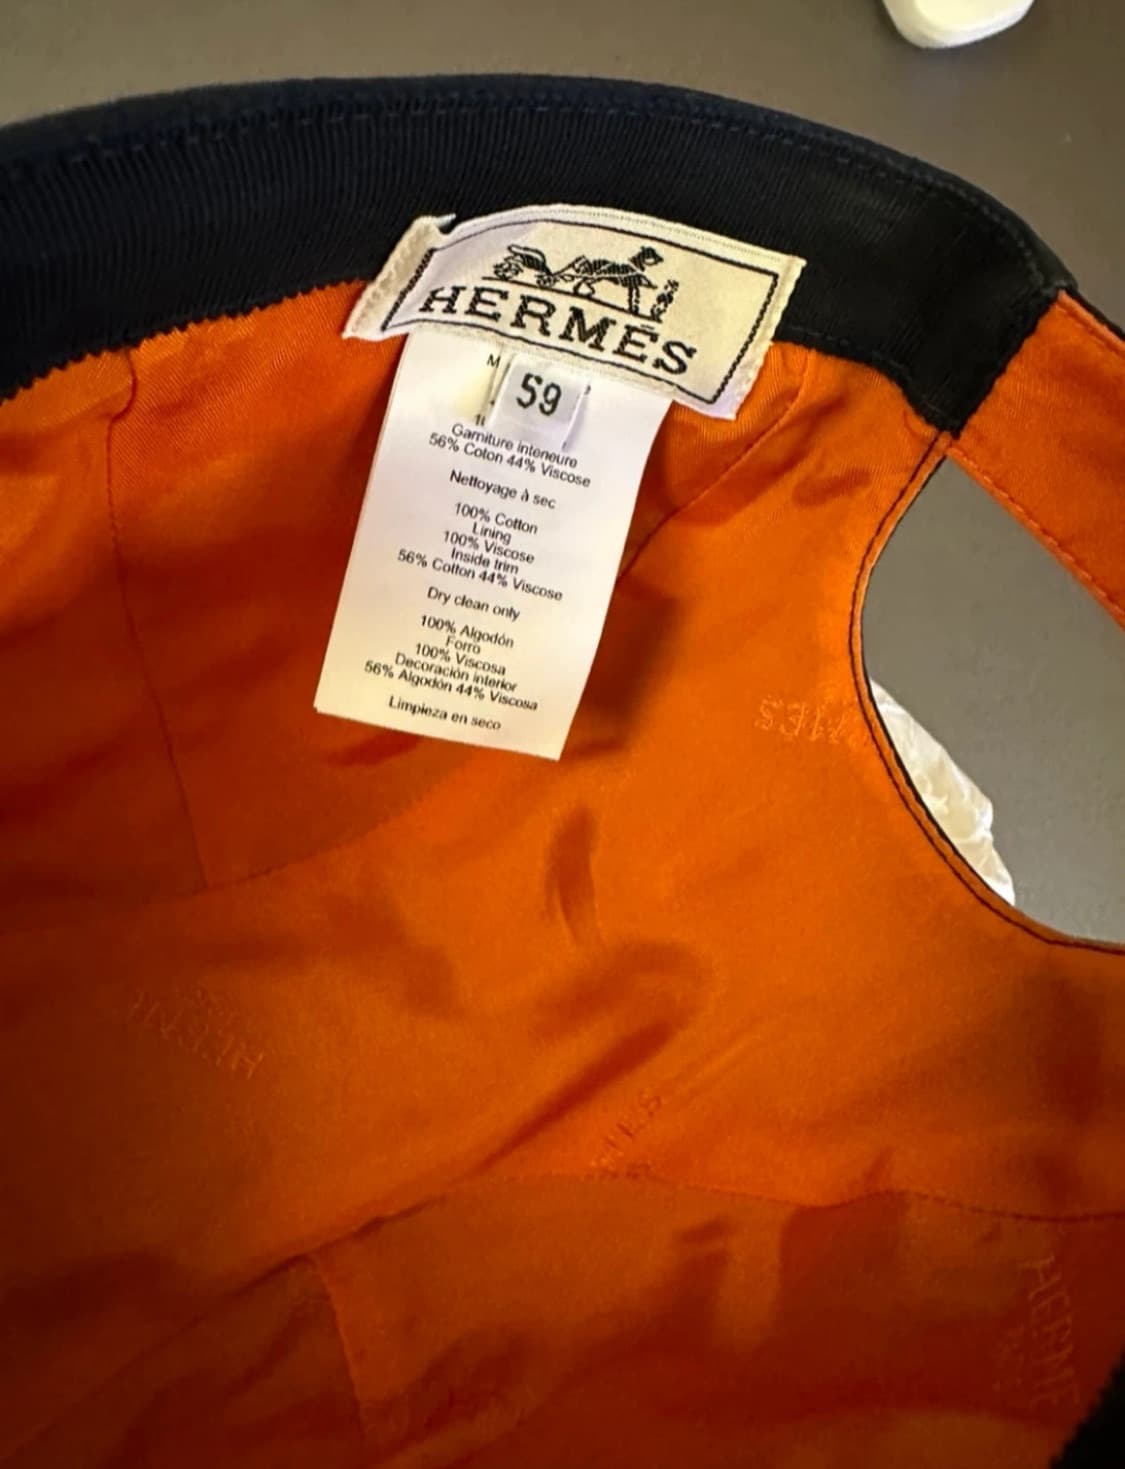 HERMÈS
M
59
Garniture intérieure
56% Coton 44% Viscose
Nettoyage à sec
100% Cotton
Lining
100% Viscose
Inside trim
56% Cotton 44% Viscose
Dry clean only
100% Algodón
Forro
100% Viscosa
Decoración interior
56% Algodón 44% Viscosa
Limpieza en seco